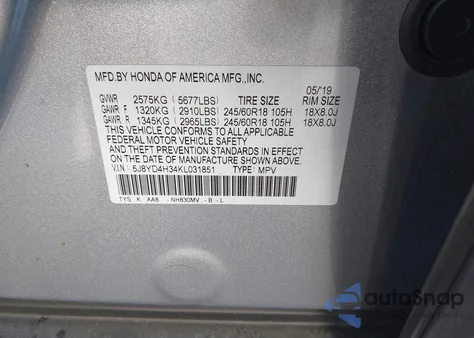 MFD.BY HONDA OF AMERICA MFG.,INC.
GVWR 2575KG (5677LBS) TIRE SIZE 05/19 RIM SIZE
GAWR F 1320KG (2910LBS) 245/60R18 105H 18X8.0J
GAWR R 1345KG (2965LBS) 245/60R18 105H 18X8.0J
THIS VEHICLE CONFORMS TO ALL APPLICABLE
FEDERAL MOTOR VEHICLE SAFETY
AND THEFT PREVENTION STANDARDS IN EFFECT
ON THE DATE OF MANUFACTURE SHOWN ABOVE.
V.I.N.: 5J8YD4H34KL031851 TYPE: MPV
TYS K AA8 -NH830MV -B -L
autoSnap